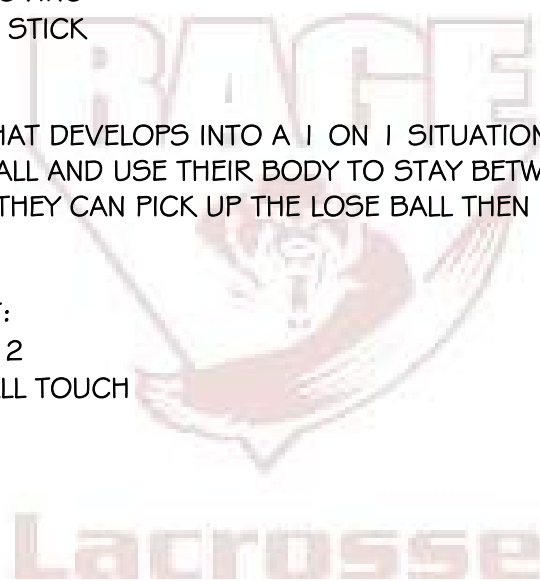 RAGE
STICK
HAT DEVELOPS INTO A 1 ON 1 SITUATION
ALL AND USE THEIR BODY TO STAY BETW
THEY CAN PICK UP THE LOSE BALL THEN
:
2
LL TOUCH
Lacrosse